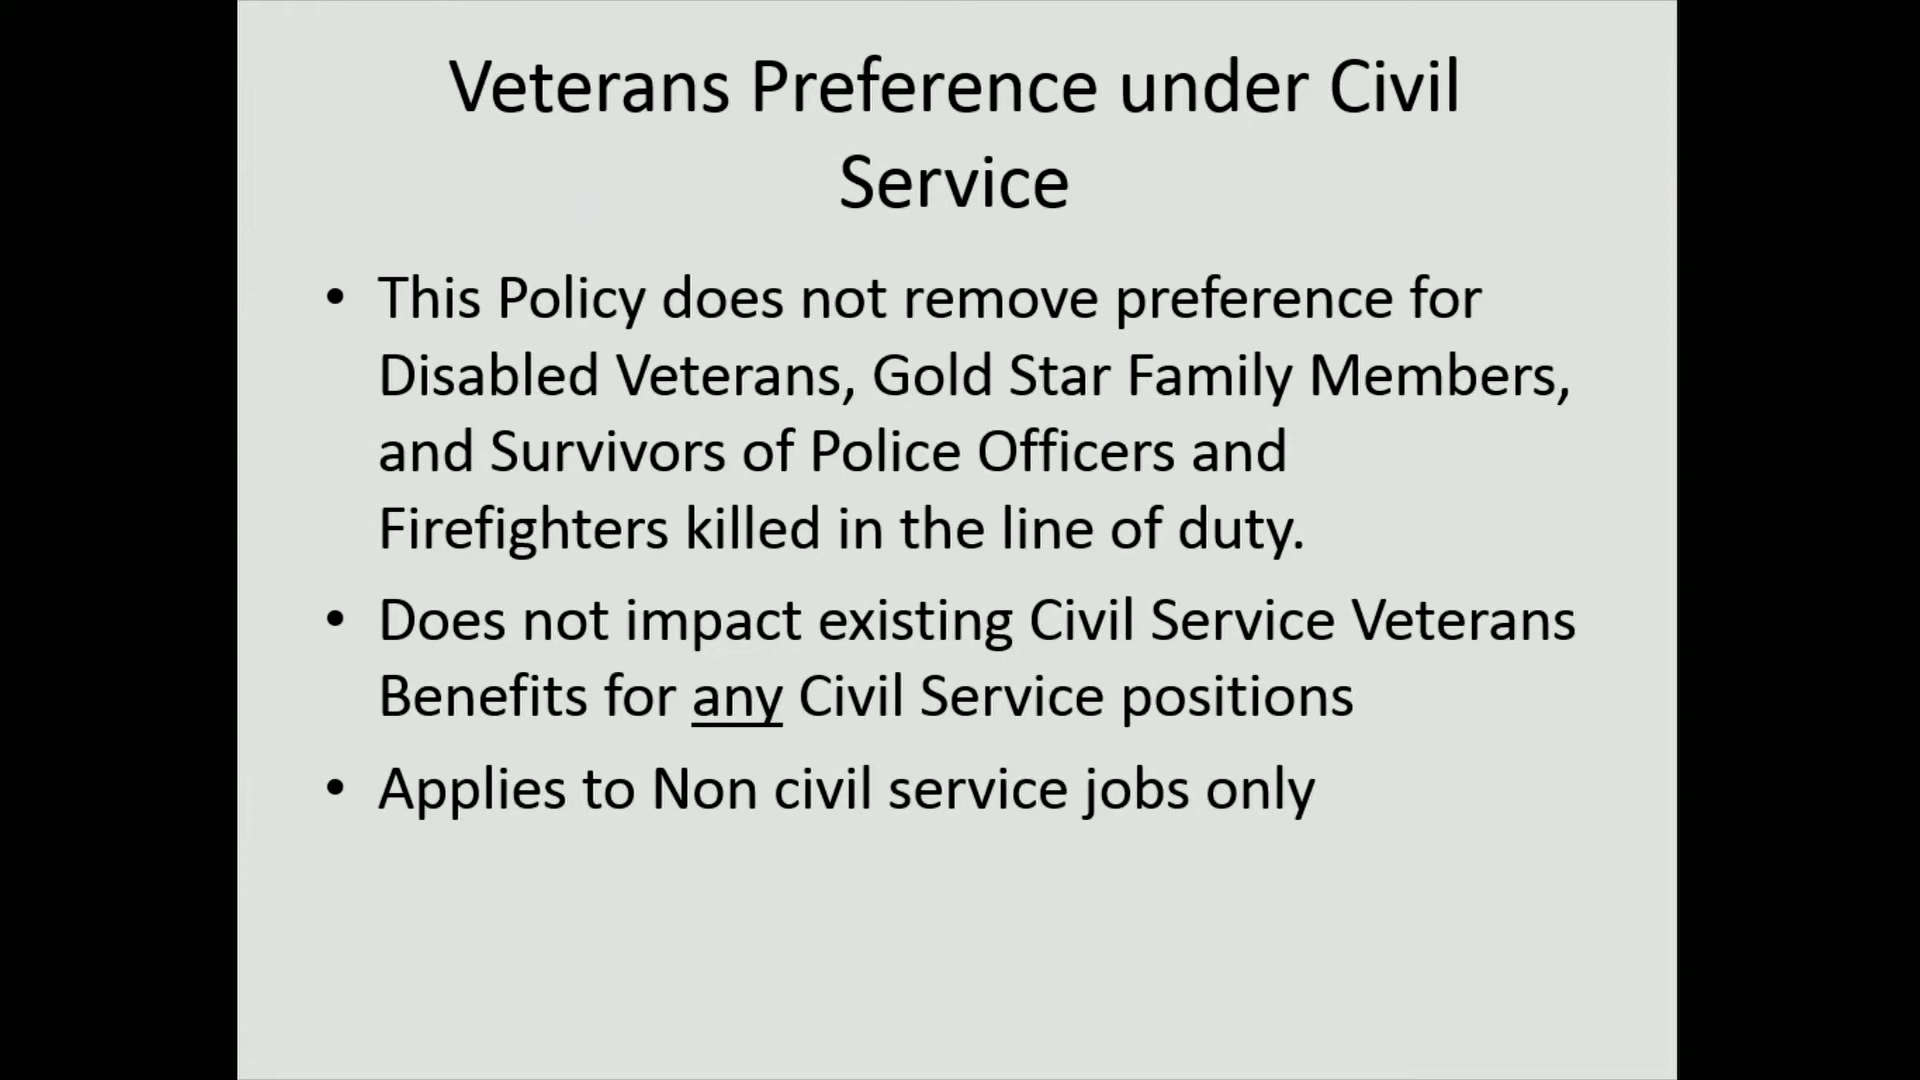 Veterans Preference under Civil
Service
• This Policy does not remove preference for
Disabled Veterans, Gold Star Family Members,
and Survivors of Police Officers and
Firefighters killed in the line of duty.
• Does not impact existing Civil Service Veterans
Benefits for any Civil Service positions
• Applies to Non civil service jobs only